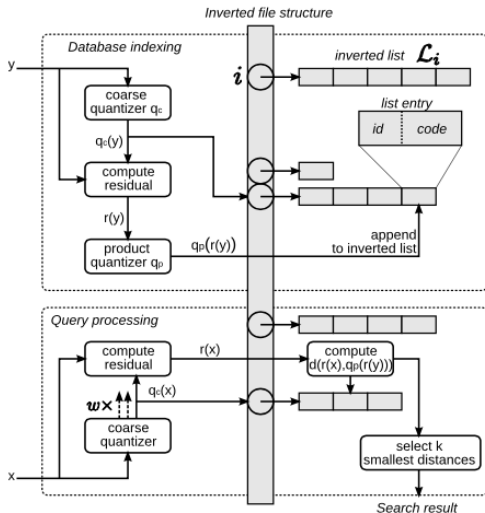 Inverted file structure
Database indexing
y
coarse
quantizer qc
i
inverted list Li
list entry
id code
qc(y)
compute
residual
r(y)
product
quantizer qp
qp(r(y))
append
to inverted list
Query processing
compute
residual
r(x)
compute
d(r(x),qp(r(y)))
w×
qc(x)
coarse
quantizer
x
select k
smallest distances
Search result